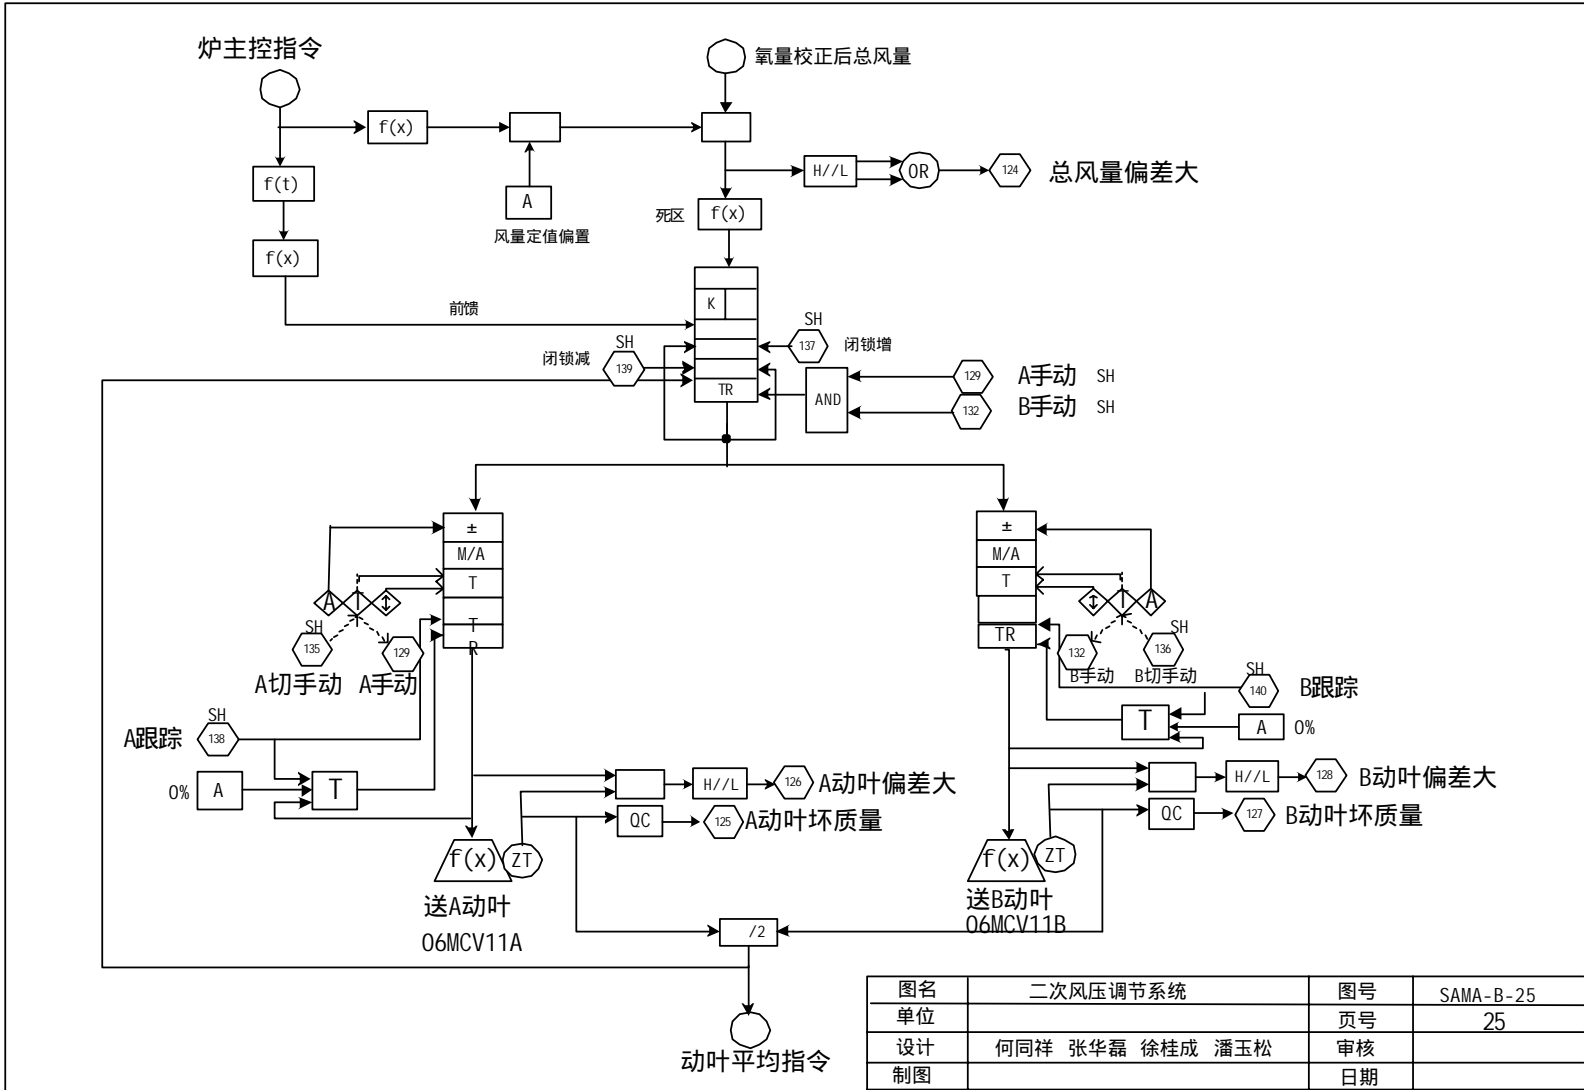 炉主控指令
氧量校正后总风量
f(x)
H//L
OR
124
总风量偏差大
f(t)
A
风量定值偏置
死区
f(x)
f(x)
K
前馈
SH
137
闭锁增
SH
139
闭锁减
TR
AND
129
A手动 SH
132
B手动 SH
±
M/A
T
T
R
A
T
↕
SH
135
129
A切手动
A手动
SH
A跟踪
138
0%
A
T
±
M/A
T
TR
↕
T
A
SH
132
136
B手动
B切手动
SH
140
B跟踪
T
A
0%
H//L
126
A动叶偏差大
QC
125
A动叶坏质量
f(x)
ZT
送A动叶
06MCV11A
H//L
128
B动叶偏差大
QC
127
B动叶坏质量
f(x)
ZT
送B动叶
06MCV11B
/2
动叶平均指令
图名 二次风压调节系统 图号 SAMA-B-25
单位 页号 25
设计 何同祥 张华磊 徐桂成 潘玉松 审核
制图 日期